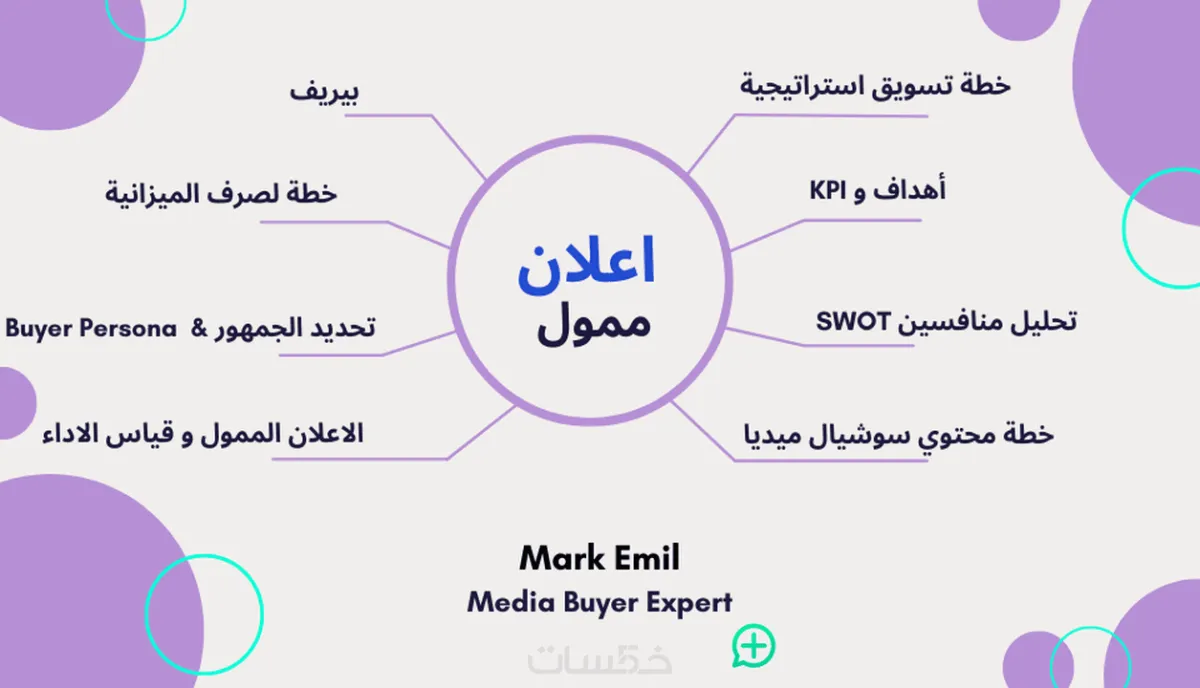 بيريف
خطة تسويق استراتيجية
خطة لصرف الميزانية
أهداف و KPI
اعلان
ممول
تحديد الجمهور & Buyer Persona
تحليل منافسين SWOT
الاعلان الممول و قياس الاداء
خطة محتوي سوشيال ميديا
Mark Emil
Media Buyer Expert
خمسات